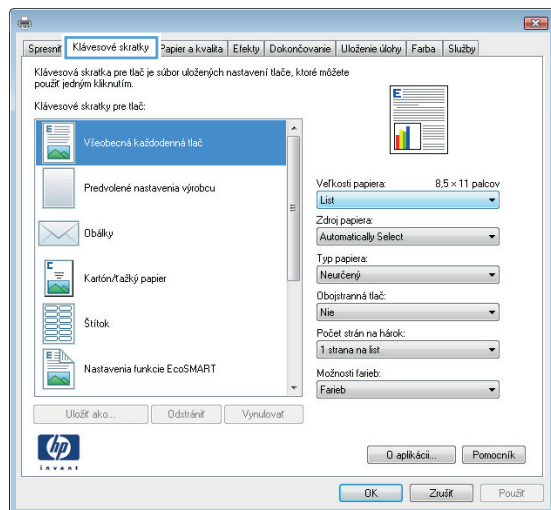 Spresniť Klávesové skratky Papier a kvalita Efekty Dokončovanie Uloženie úlohy Farba Služby
Klávesová skratka pre tlač je súbor uložených nastavení tlače, ktoré môžete
použiť jedným kliknutím.
Klávesové skratky pre tlač:
E
Všeobecná každodenná tlač
Predvolené nastavenia výrobcu
Obálky
Kartón/ťažký papier
Štítok
Nastavenia funkcie EcoSMART
Uložiť ako... Odstrániť Vynulovať
E
Veľkosti papiera: 8,5 × 11 palcov
List
Zdroj papiera:
Automatically Select
Typ papiera:
Neurčený
Obojstranná tlač:
Nie
Počet strán na hárok:
1 strana na list
Možnosti farieb:
Farieb
hp
invent
O aplikácii... Pomocník
OK Zrušiť Použiť